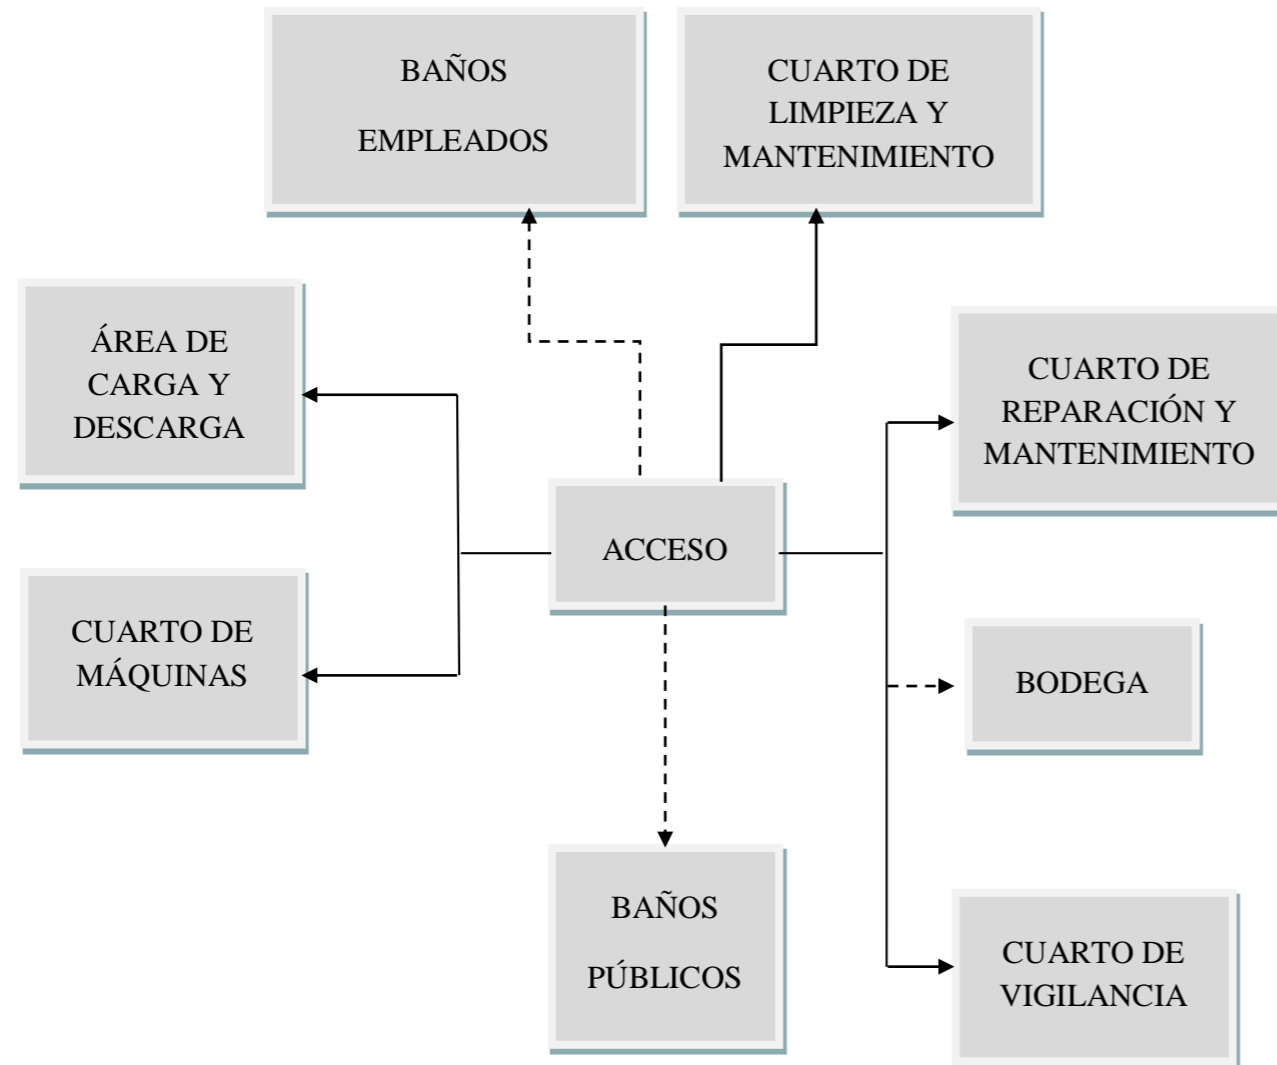 BAÑOS
EMPLEADOS
CUARTO DE
LIMPIEZA Y
MANTENIMIENTO
ÁREA DE
CARGA Y
DESCARGA
CUARTO DE
REPARACIÓN Y
MANTENIMIENTO
ACCESO
CUARTO DE
MÁQUINAS
BODEGA
BAÑOS
PÚBLICOS
CUARTO DE
VIGILANCIA